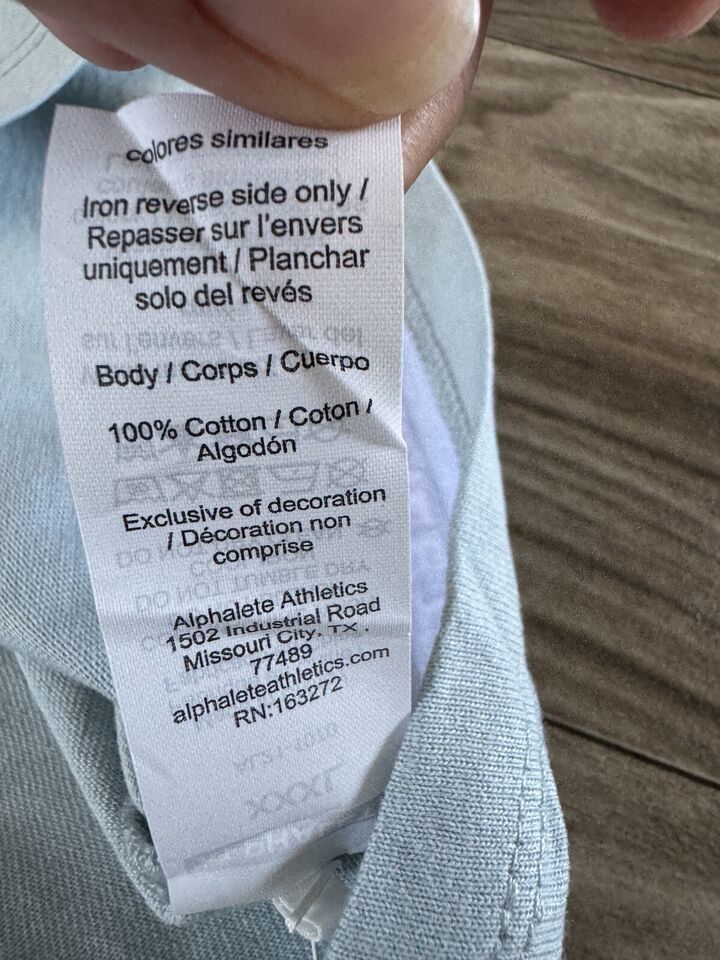 colores similares
Iron reverse side only /
Repasser sur l'envers
uniquement / Planchar
solo del revés
Body / Corps / Cuerpo
100% Cotton / Coton /
Algodón
Exclusive of decoration
/ Décoration non
comprise
Alphalete Athletics
1502 Industrial Road
Missouri City, TX ,
77489
alphaleteathletics.com
RN:163272